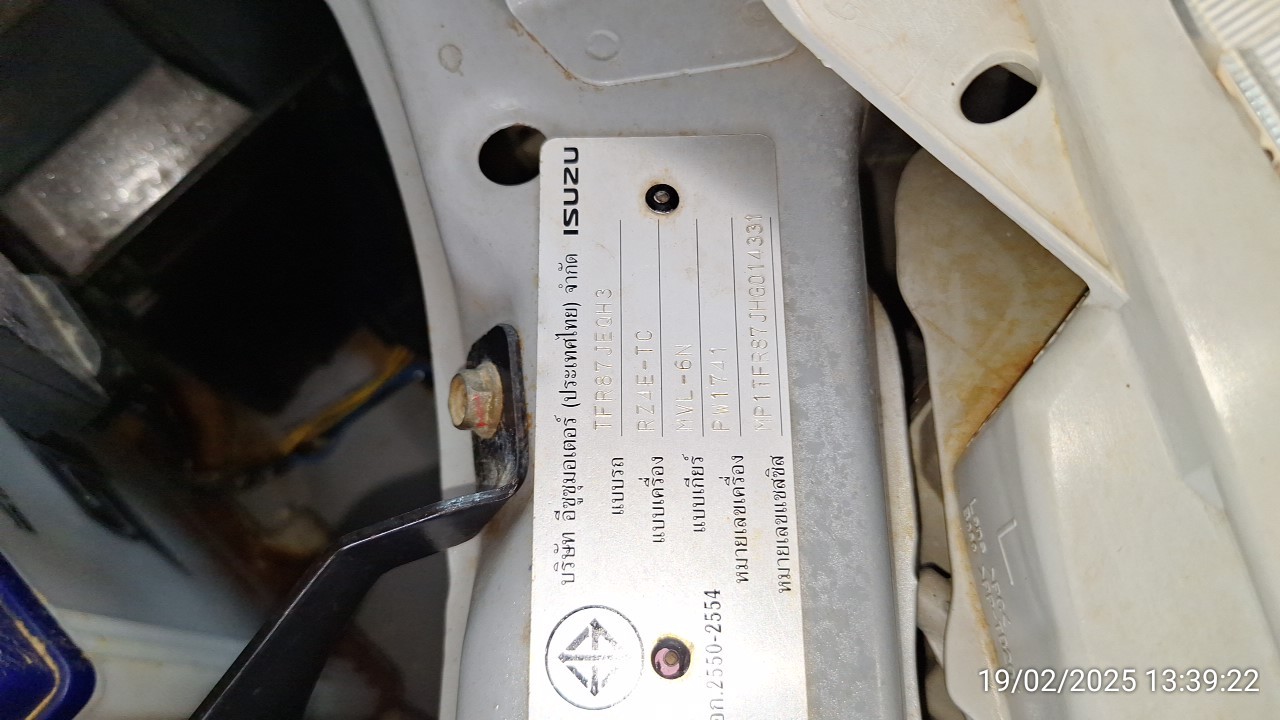 บริษัท อีซูซุมอเตอร์ (ประเทศไทย) จำกัด ISUZU
แบบรถ TFR87JEQH3
แบบเครื่อง RZ4E-TC
แบบเกียร์ MVL-6N
หมายเลขเครื่อง PW1741
หมายเลขแชสซิส MP1TFR87JHG014331
อก.2550-2554
L
19/02/2025 13:39:22